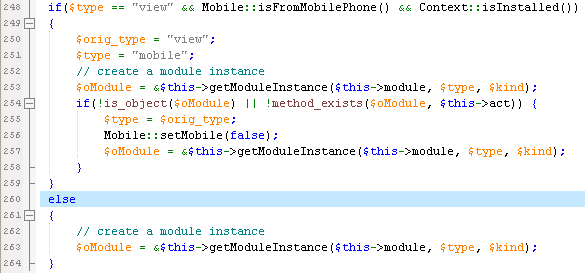 248 if($type == "view" && Mobile::isFromMobilePhone() && Context::isInstalled())
249 {
250 $orig_type = "view";
251 $type = "mobile";
252 // create a module instance
253 $oModule = &$this->getModuleInstance($this->module, $type, $kind);
254 if(!is_object($oModule) || !method_exists($oModule, $this->act)) {
255 $type = $orig_type;
256 Mobile::setMobile(false);
257 $oModule = &$this->getModuleInstance($this->module, $type, $kind);
258 }
259 }
260 else
261 {
262 // create a module instance
263 $oModule = &$this->getModuleInstance($this->module, $type, $kind);
264 }